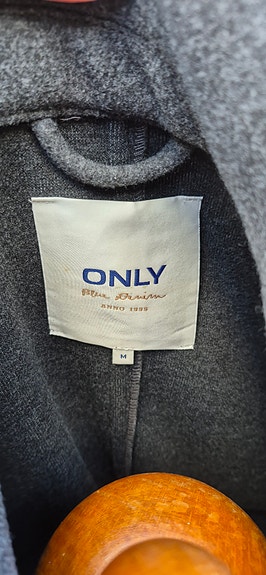 ONLY
Blue Denim
ANNO 1995
M